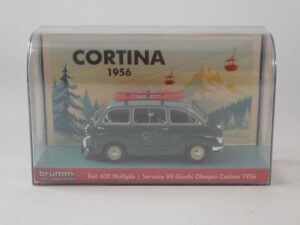 CORTINA
1956
brumm
Fiat 600 Multipla | Servizio VII Giochi Olimpici Cortina 1956